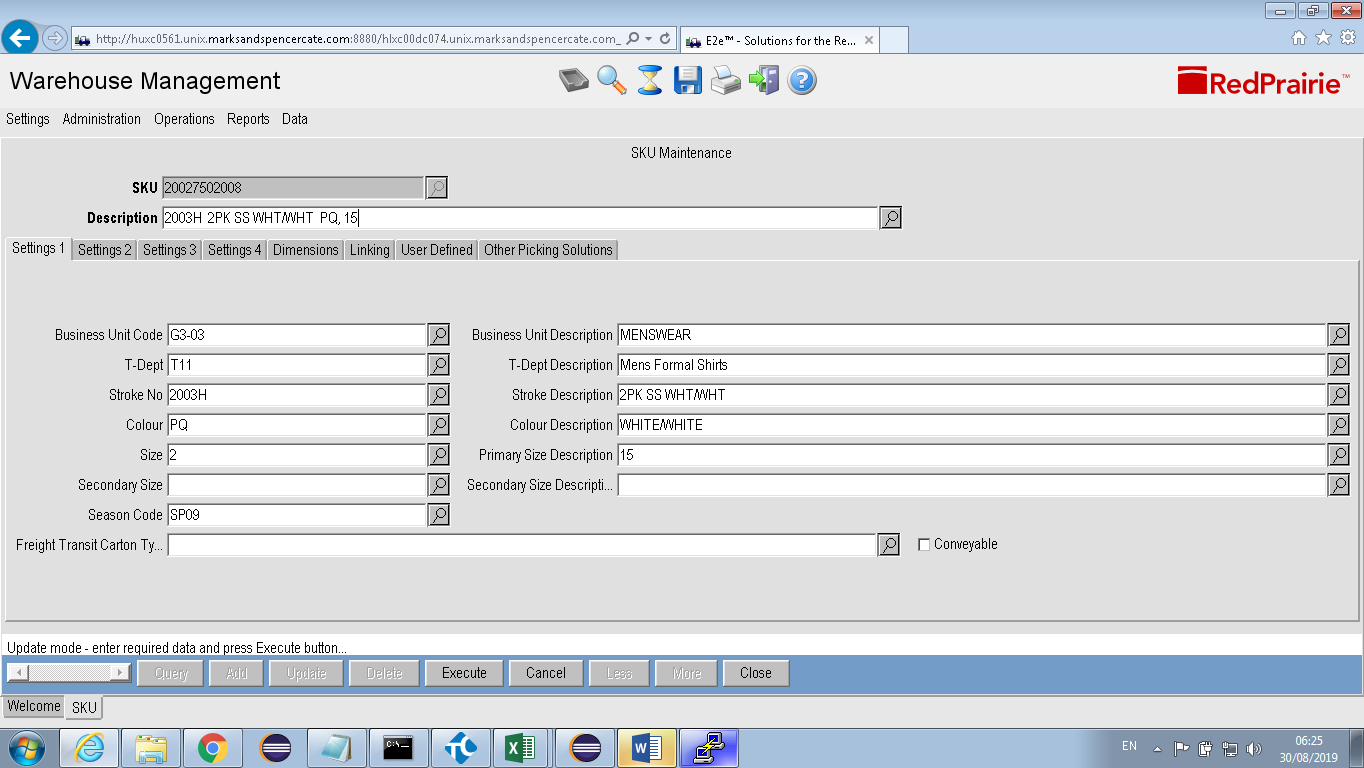 http://huxc0561.unix.marksandspencercate.com:8880/hlxc00dc074.unix.marksandspencercate.com_
E2e™ - Solutions for the Re...
Warehouse Management
RedPrairie™
Settings Administration Operations Reports Data
SKU Maintenance
SKU 20027502008
Description 2003H 2PK SS WHT/WHT PQ, 15
Settings 1 Settings 2 Settings 3 Settings 4 Dimensions Linking User Defined Other Picking Solutions
Business Unit Code G3-03 Business Unit Description MENSWEAR
T-Dept T11 T-Dept Description Mens Formal Shirts
Stroke No 2003H Stroke Description 2PK SS WHT/WHT
Colour PQ Colour Description WHITE/WHITE
Size 2 Primary Size Description 15
Secondary Size Secondary Size Descripti...
Season Code SP09
Freight Transit Carton Ty... Conveyable
Update mode - enter required data and press Execute button...
Query Add Update Delete Execute Cancel Less More Close
Welcome SKU
EN 06:25
30/08/2019